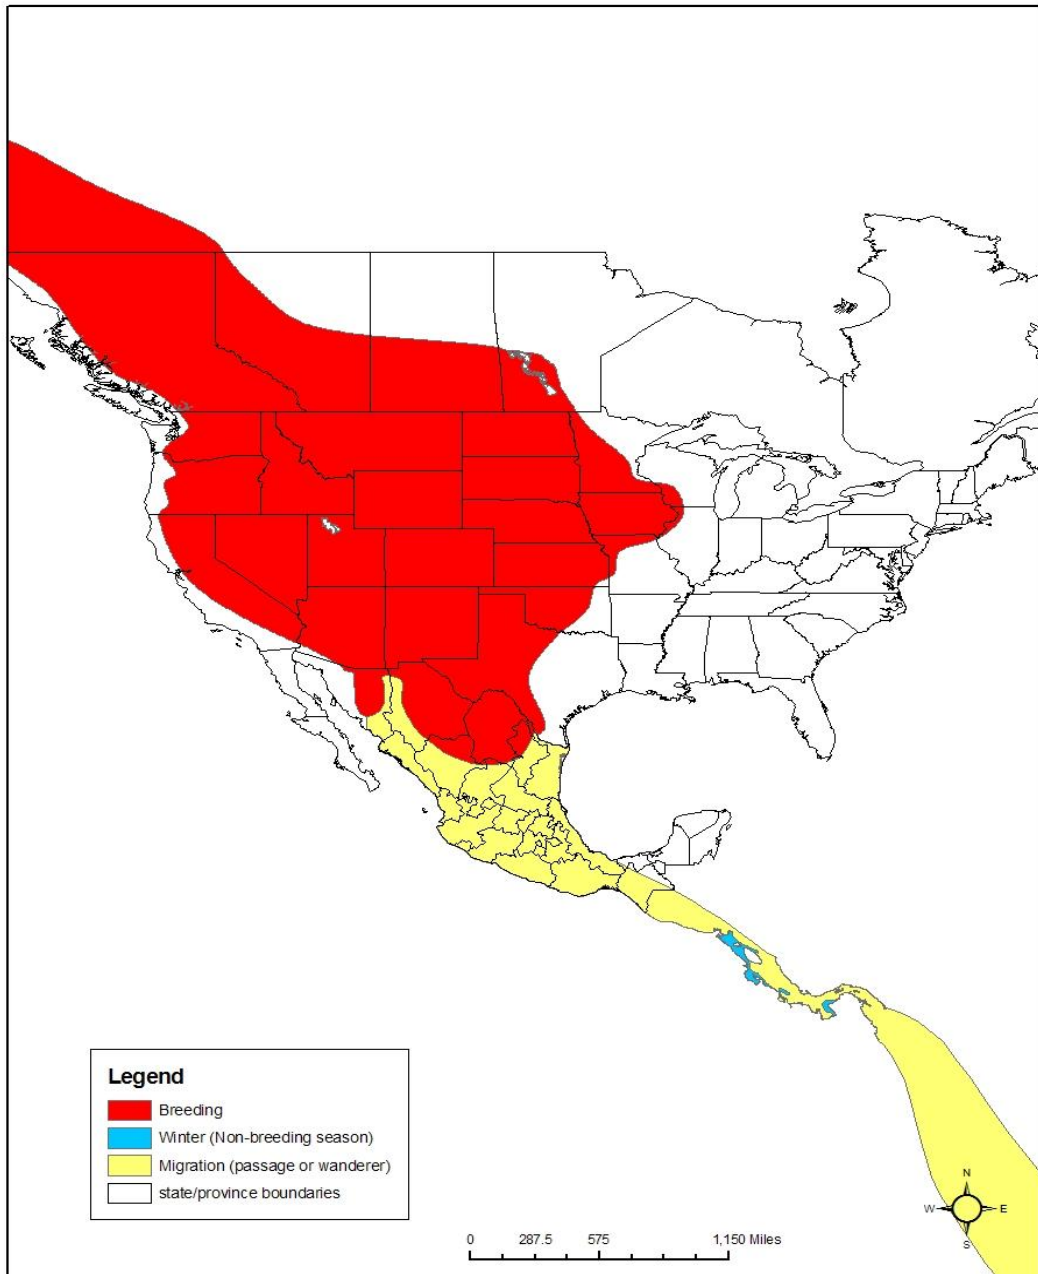 Legend
Breeding
Winter (Non-breeding season)
Migration (passage or wanderer)
state/province boundaries
N
W E
S
0 287.5 575 1,150 Miles